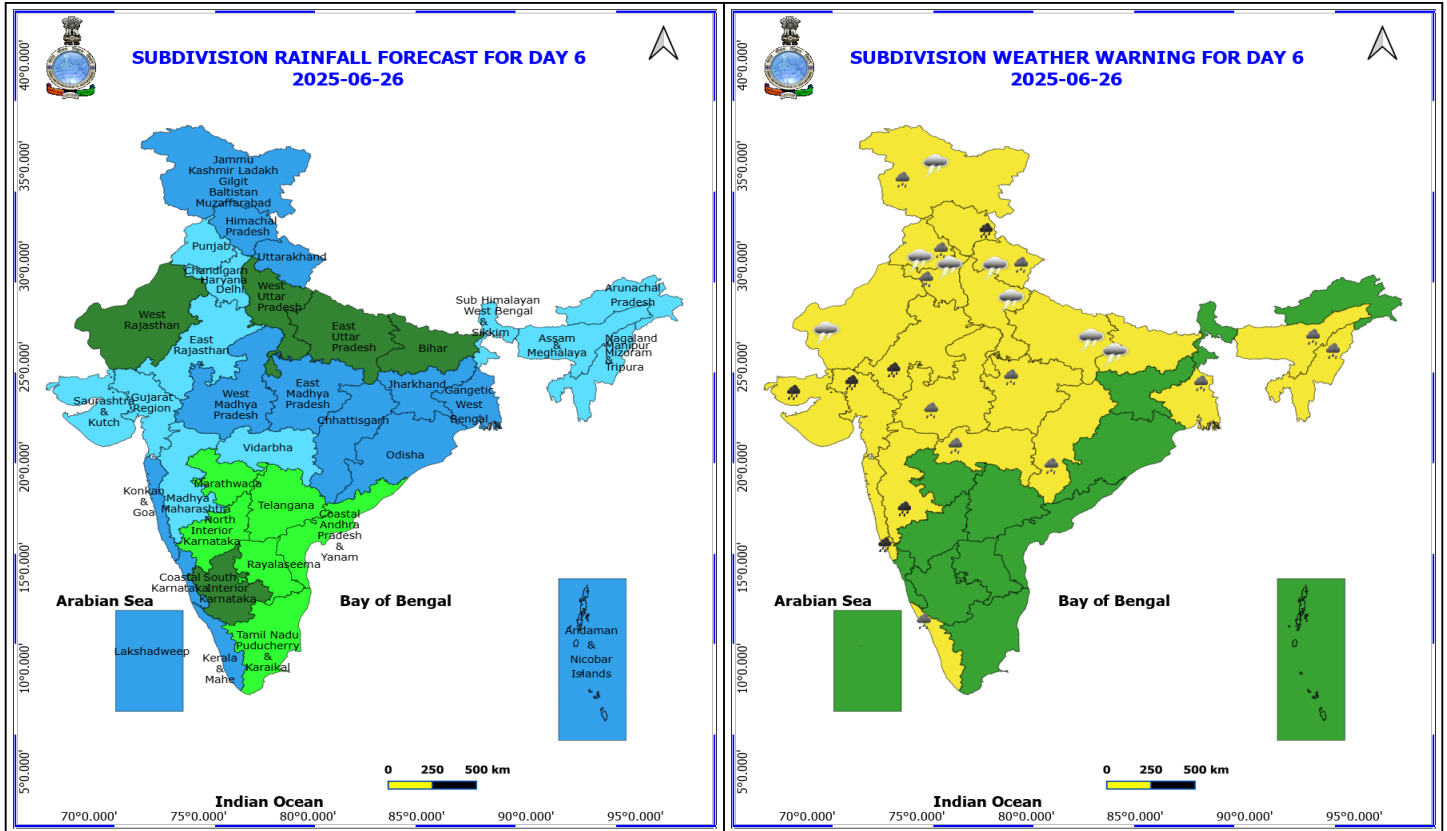 SUBDIVISION RAINFALL FORECAST FOR DAY 6
2025-06-26
40°0.000'
35°0.000'
30°0.000'
25°0.000'
20°0.000'
15°0.000'
10°0.000'
5°0.000'
Jammu
Kashmir Ladakh
Gilgit
Baltistan
Muzaffarabad
Himachal
Pradesh
Punjab
Uttarakhand
Chandigarh
Haryana
Delhi
West
Uttar
Pradesh
West
Rajasthan
East
Rajasthan
East
Uttar
Pradesh
Bihar
Sub Himalayan
West Bengal
&
Sikkim
Arunachal
Pradesh
Assam
&
Meghalaya
Nagaland
Manipur
Mizoram
&
Tripura
Saurashtra
&
Kutch
Gujarat
Region
West
Madhya
Pradesh
East
Madhya
Pradesh
Jharkhand
Gangetic
West
Bengal
Chhattisgarh
Odisha
Vidarbha
Konkan
&
Goa
Madhya
Maharashtra
Marathwada
Telangana
North
Interior
Karnataka
Coastal
Andhra
Pradesh
&
Yanam
Rayalaseema
Coastal
Karnataka
South
Interior
Karnataka
Tamil Nadu
Puducherry
&
Karaikal
Kerala
&
Mahe
Lakshadweep
Andaman
&
Nicobar
Islands
Arabian Sea
Bay of Bengal
Indian Ocean
0 250 500 km
70°0.000' 75°0.000' 80°0.000' 85°0.000' 90°0.000' 95°0.000'
SUBDIVISION WEATHER WARNING FOR DAY 6
2025-06-26
40°0.000'
35°0.000'
30°0.000'
25°0.000'
20°0.000'
15°0.000'
10°0.000'
5°0.000'
Arabian Sea
Bay of Bengal
Indian Ocean
0 250 500 km
70°0.000' 75°0.000' 80°0.000' 85°0.000' 90°0.000' 95°0.000'